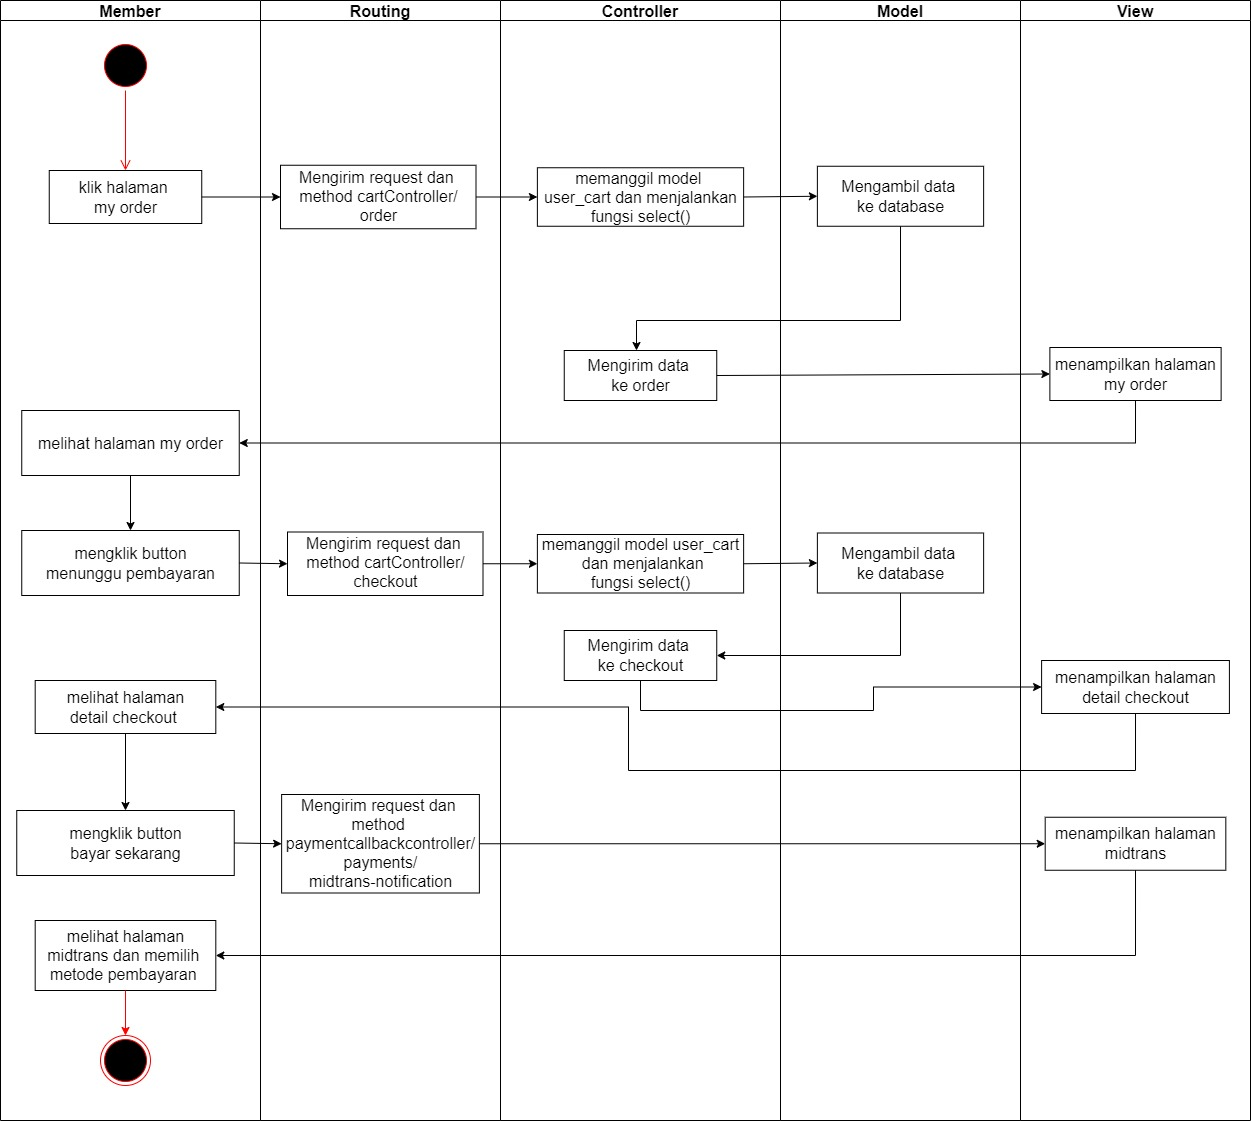 Member
Routing
Controller
Model
View
klik halaman
my order
Mengirim request dan
method cartController/
order
memanggil model
user_cart dan menjalankan
fungsi select()
Mengambil data
ke database
Mengirim data
ke order
menampilkan halaman
my order
melihat halaman my order
mengklik button
menunggu pembayaran
Mengirim request dan
method cartController/
checkout
memanggil model user_cart
dan menjalankan
fungsi select()
Mengambil data
ke database
Mengirim data
ke checkout
menampilkan halaman
detail checkout
melihat halaman
detail checkout
mengklik button
bayar sekarang
Mengirim request dan
method
paymentcallbackcontroller/
payments/
midtrans-notification
menampilkan halaman
midtrans
melihat halaman
midtrans dan memilih
metode pembayaran